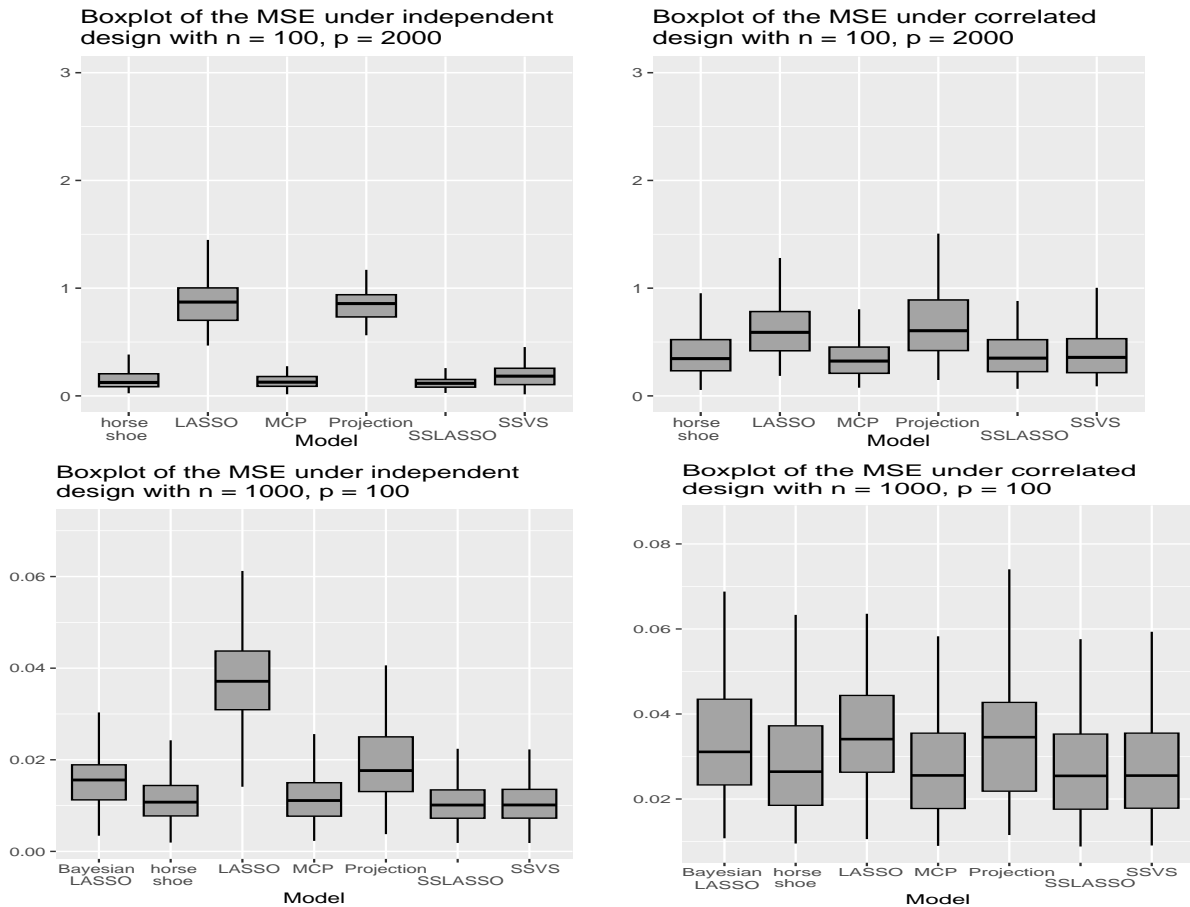 Boxplot of the MSE under independent
design with n = 100, p = 2000
3
2
1
0
horse
shoe
LASSO
MCP
Projection
SSLASSO
SSVS
Model
Boxplot of the MSE under correlated
design with n = 100, p = 2000
3
2
1
0
horse
shoe
LASSO
MCP
Projection
SSLASSO
SSVS
Model
Boxplot of the MSE under independent
design with n = 1000, p = 100
0.06
0.04
0.02
0.00
Bayesian
LASSO
horse
shoe
LASSO
MCP
Projection
SSLASSO
SSVS
Model
Boxplot of the MSE under correlated
design with n = 1000, p = 100
0.08
0.06
0.04
0.02
Bayesian
LASSO
horse
shoe
LASSO
MCP
Projection
SSLASSO
SSVS
Model